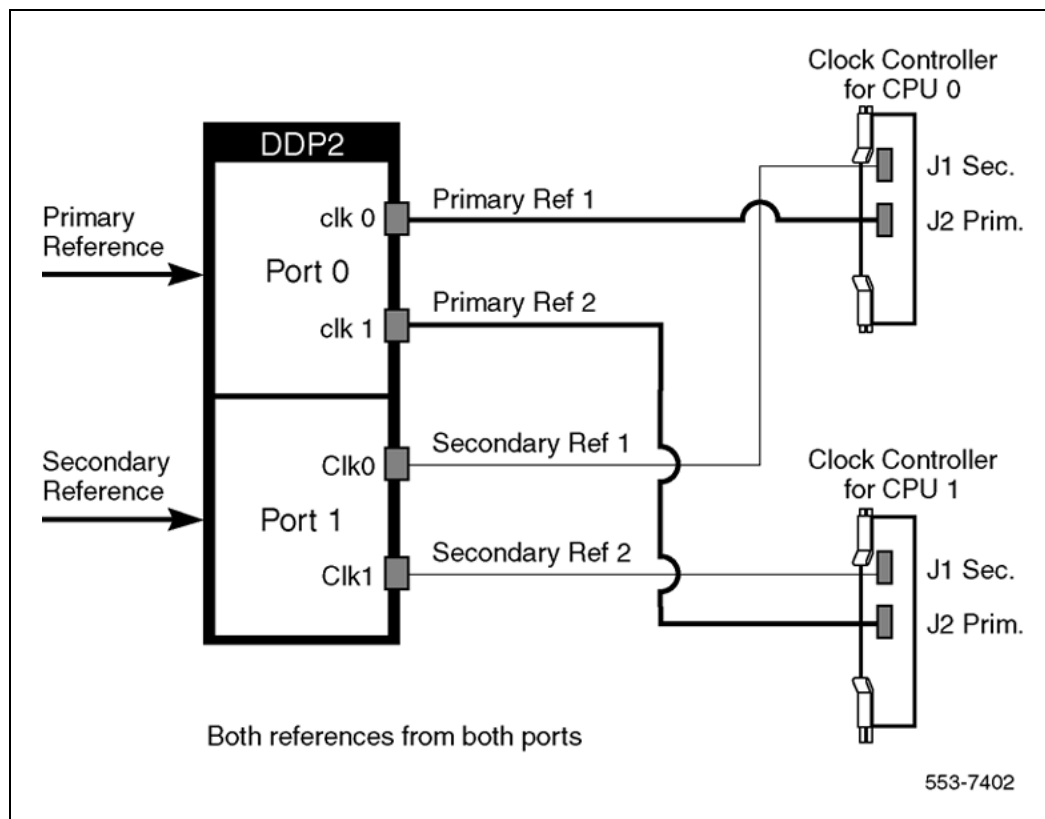 Clock Controller
for CPU 0
DDP2
J1 Sec.
Primary
Reference
clk 0
Primary Ref 1
J2 Prim.
Port 0
clk 1
Primary Ref 2
Secondary
Reference
Clk0
Secondary Ref 1
Clock Controller
for CPU 1
Port 1
Clk1
Secondary Ref 2
J1 Sec.
J2 Prim.
Both references from both ports
553-7402